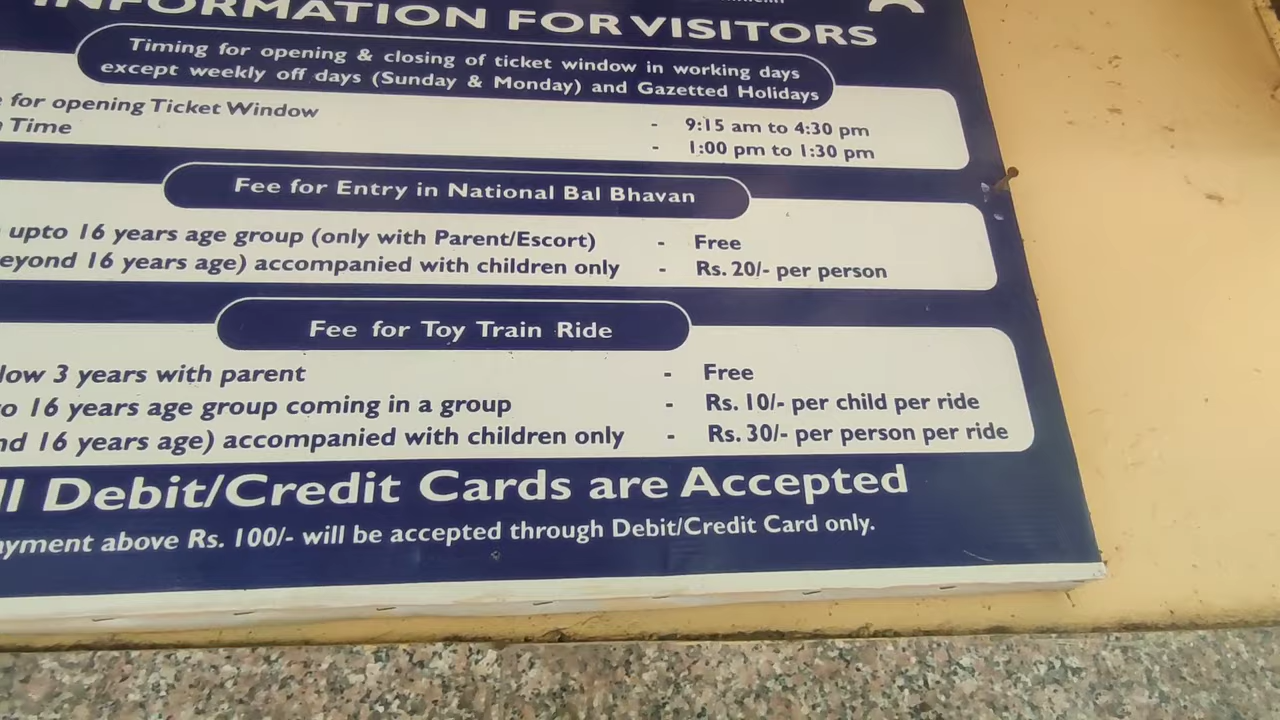 INFORMATION FOR VISITORS
Timing for opening & closing of ticket window in working days
except weekly off days (Sunday & Monday) and Gazetted Holidays
for opening Ticket Window - 9:15 am to 4:30 pm
Time - 1:00 pm to 1:30 pm
Fee for Entry in National Bal Bhavan
upto 16 years age group (only with Parent/Escort) - Free
eyond 16 years age) accompanied with children only - Rs. 20/- per person
Fee for Toy Train Ride
low 3 years with parent - Free
to 16 years age group coming in a group - Rs. 10/- per child per ride
nd 16 years age) accompanied with children only - Rs. 30/- per person per ride
ll Debit/Credit Cards are Accepted
ayment above Rs. 100/- will be accepted through Debit/Credit Card only.